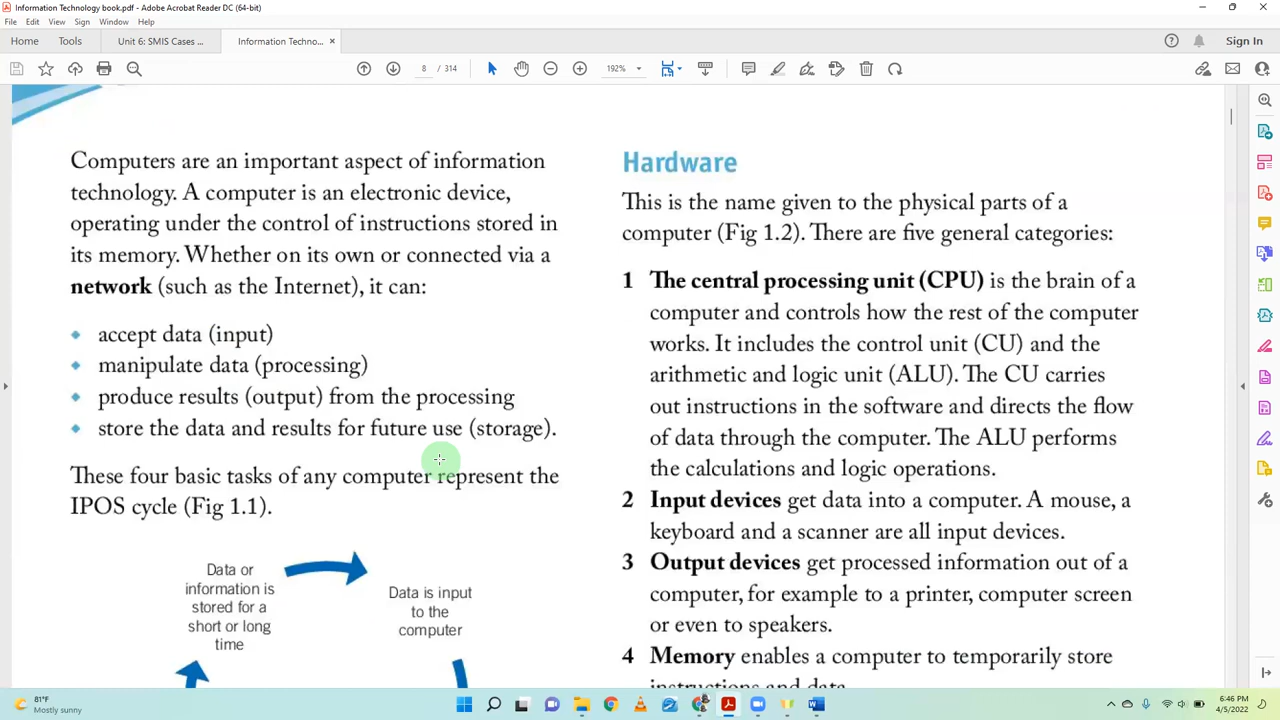 Information Technology book.pdf - Adobe Acrobat Reader DC (64-bit)
File Edit View Sign Window Help
Home Tools Unit 6: SMIS Cases ... Information Techno... × Sign In
8 / 314 192%
Computers are an important aspect of information
technology. A computer is an electronic device,
operating under the control of instructions stored in
its memory. Whether on its own or connected via a
network (such as the Internet), it can:
accept data (input)
manipulate data (processing)
produce results (output) from the processing
store the data and results for future use (storage).
These four basic tasks of any computer represent the
IPOS cycle (Fig 1.1).
Data or
information is
stored for a
short or long
time
Data is input
to the
computer
Hardware
This is the name given to the physical parts of a
computer (Fig 1.2). There are five general categories:
1 The central processing unit (CPU) is the brain of a
computer and controls how the rest of the computer
works. It includes the control unit (CU) and the
arithmetic and logic unit (ALU). The CU carries
out instructions in the software and directs the flow
of data through the computer. The ALU performs
the calculations and logic operations.
2 Input devices get data into a computer. A mouse, a
keyboard and a scanner are all input devices.
3 Output devices get processed information out of a
computer, for example to a printer, computer screen
or even to speakers.
4 Memory enables a computer to temporarily store
instructions and data
81°F
Mostly sunny
6:46 PM
4/5/2022